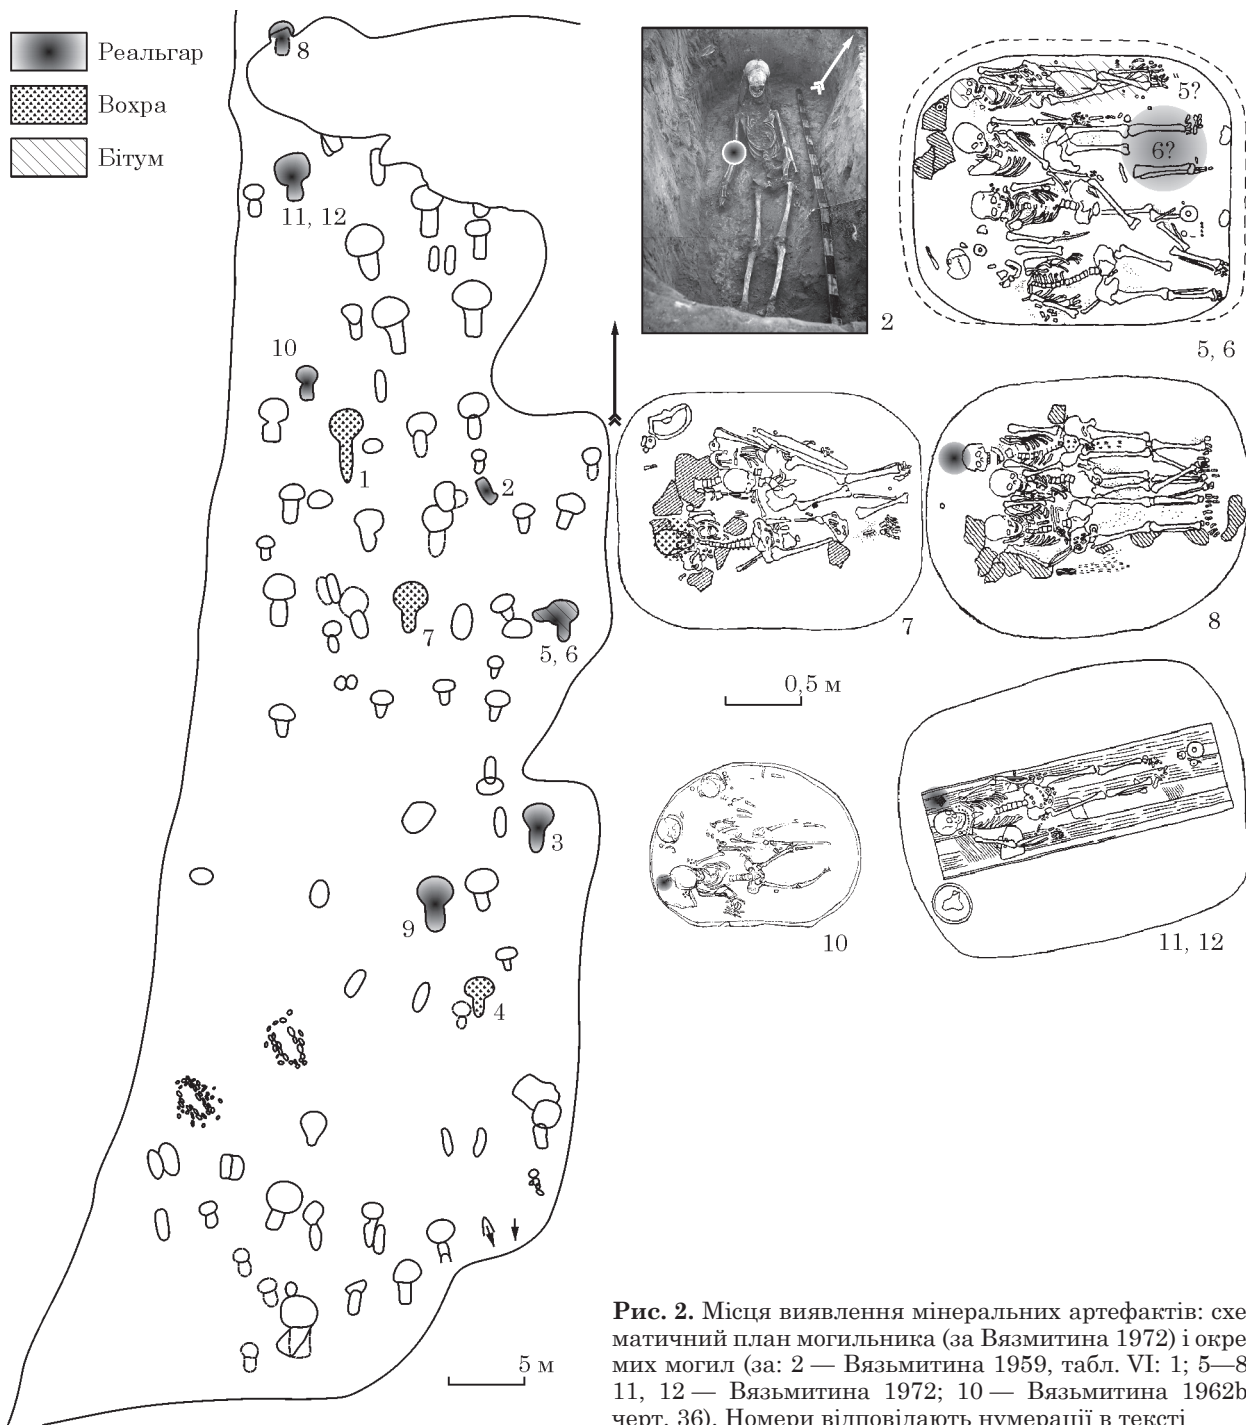 Реальгар
Вохра
Бітум
8
11, 12
10
1
2
7
5, 6
3
9
4
5 м
2
5?
6?
5, 6
7
8
0,5 м
10
11, 12
Рис. 2. Місця виявлення мінеральних артефактів: схе
матичний план могильника (за Вязмитина 1972) і окре
мих могил (за: 2 — Вязьмитина 1959, табл. VI: 1; 5—8
11, 12 — Вязьмитина 1972; 10 — Вязьмитина 1962b
черт. 36). Номери відповідають нумерації в тексті